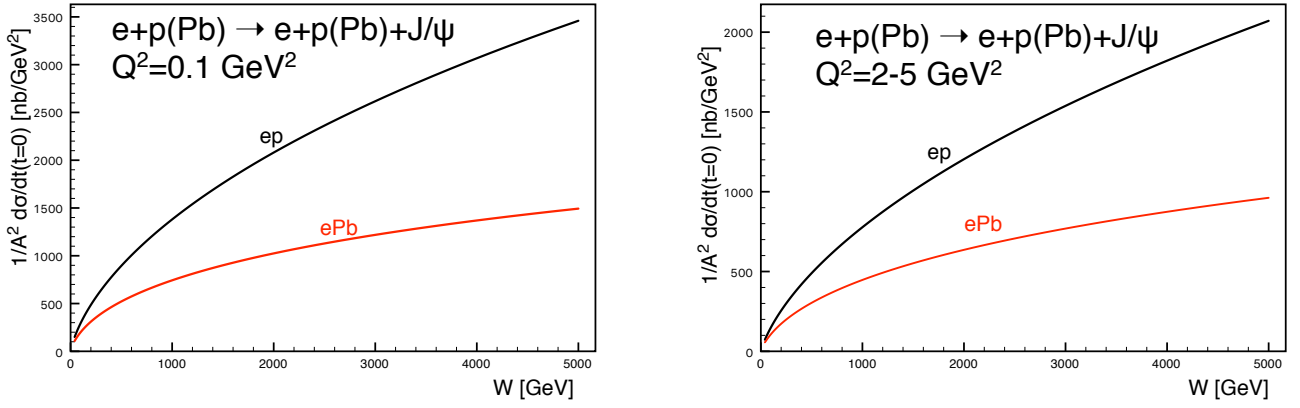 e+p(Pb) → e+p(Pb)+J/ψ
Q²=0.1 GeV²
ep
ePb
1/A² dσ/dt(t=0) [nb/GeV²]
3500
3000
2500
2000
1500
1000
500
0
0
1000
2000
3000
4000
5000
W [GeV]
e+p(Pb) → e+p(Pb)+J/ψ
Q²=2-5 GeV²
ep
ePb
1/A² dσ/dt(t=0) [nb/GeV²]
2000
1500
1000
500
0
0
1000
2000
3000
4000
5000
W [GeV]